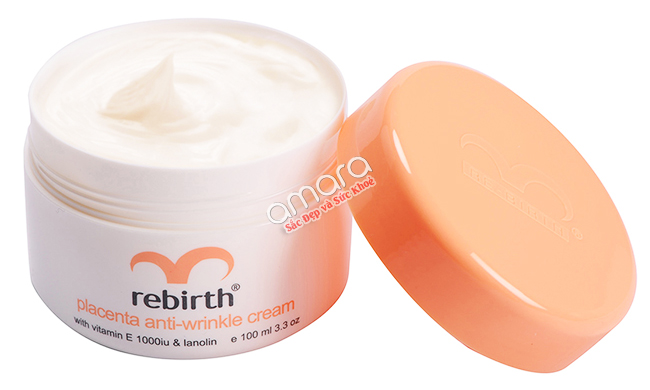 amara
Sắc Đẹp và Sức Khoẻ
rebirth®
placenta anti-wrinkle cream
with vitamin E 1000iu & lanolin e 100 ml 3.3 oz